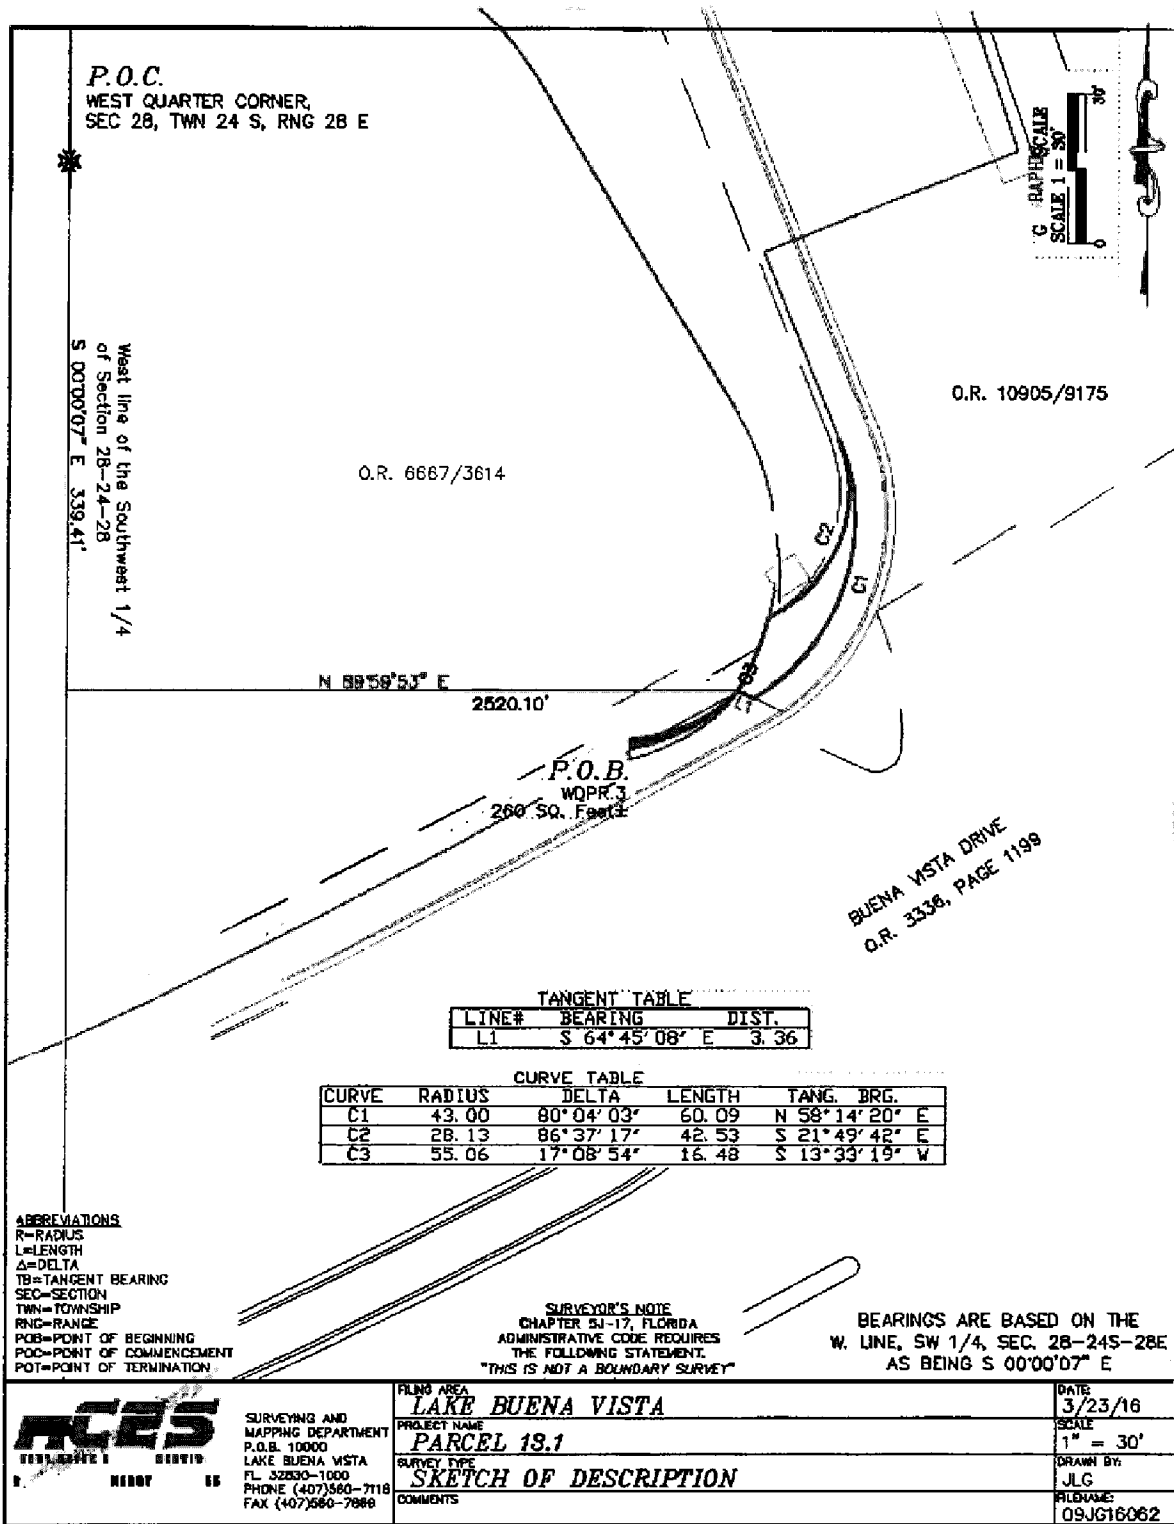 P.O.C.
WEST QUARTER CORNER,
SEC 28, TWN 24 S, RNG 28 E
GRAPHIC SCALE
SCALE 1 = 30'
0
30'
West line of the Southwest 1/4
of Section 28-24-28
S 00'00'07" E 339.41'
O.R. 10905/9175
O.R. 6667/3614
C2
C1
C3
L1
N 89'59'53" E
2520.10'
P.O.B.
WDPR.3
260 SQ. Feet±
BUENA VISTA DRIVE
O.R. 3336, PAGE 1199
TANGENT TABLE
LINE# BEARING DIST.
L1 S 64°45'08" E 3.36
CURVE TABLE
CURVE RADIUS DELTA LENGTH TANG. BRG.
C1 43.00 80°04'03" 60.09 N 58°14'20" E
C2 28.13 86°37'17" 42.53 S 21°49'42" E
C3 55.06 17°08'54" 16.48 S 13°33'19" W
ABBREVIATIONS
R=RADIUS
L=LENGTH
Δ=DELTA
TB=TANGENT BEARING
SEC=SECTION
TWN=TOWNSHIP
RNG=RANGE
POB=POINT OF BEGINNING
POC=POINT OF COMMENCEMENT
POT=POINT OF TERMINATION
SURVEYOR'S NOTE
CHAPTER 5J-17, FLORIDA
ADMINISTRATIVE CODE REQUIRES
THE FOLLOWING STATEMENT.
"THIS IS NOT A BOUNDARY SURVEY"
BEARINGS ARE BASED ON THE
W. LINE, SW 1/4, SEC. 28-24S-28E
AS BEING S 00'00'07" E
SURVEYING AND
MAPPING DEPARTMENT
P.O.B. 10000
LAKE BUENA VISTA
FL. 32830-1000
PHONE (407)560-7118
FAX (407)560-7898
FILING AREA
LAKE BUENA VISTA
PROJECT NAME
PARCEL 13.1
SURVEY TYPE
SKETCH OF DESCRIPTION
COMMENTS
DATE
3/23/16
SCALE
1" = 30'
DRAWN BY:
JLG
FILENAME:
09JG16062